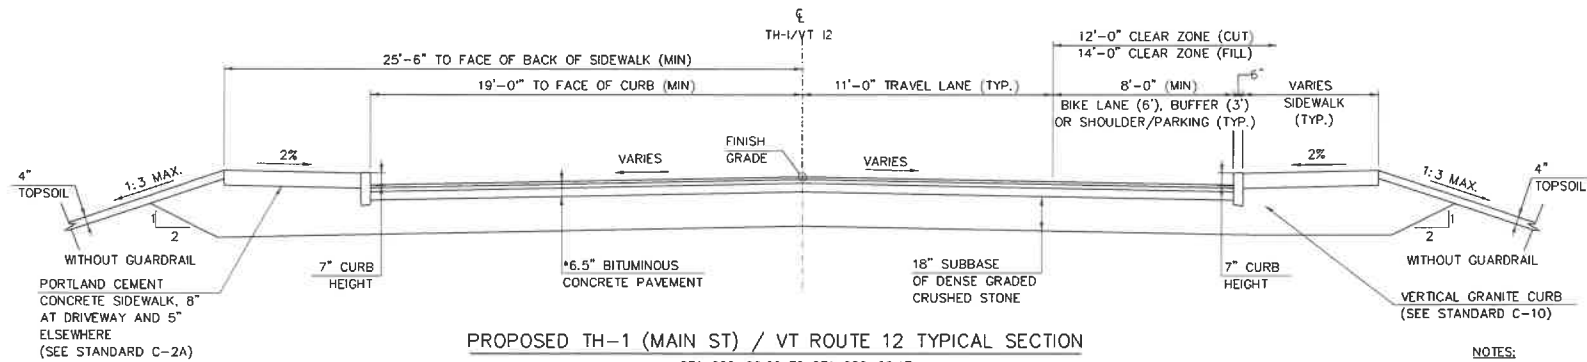 ℄
TH-1/VT 12
12'-0" CLEAR ZONE (CUT)
14'-0" CLEAR ZONE (FILL)
25'-6" TO FACE OF BACK OF SIDEWALK (MIN)
19'-0" TO FACE OF CURB (MIN)
11'-0" TRAVEL LANE (TYP.)
8'-0" (MIN)
BIKE LANE (6'), BUFFER (3')
OR SHOULDER/PARKING (TYP.)
6"
VARIES
SIDEWALK
(TYP.)
FINISH
GRADE
2%
VARIES
VARIES
2%
4"
TOPSOIL
1:3 MAX.
1:3 MAX.
4"
TOPSOIL
1
2
1
2
WITHOUT GUARDRAIL
WITHOUT GUARDRAIL
PORTLAND CEMENT
CONCRETE SIDEWALK, 8"
AT DRIVEWAY AND 5"
ELSEWHERE
(SEE STANDARD C-2A)
7" CURB
HEIGHT
*6.5" BITUMINOUS
CONCRETE PAVEMENT
18" SUBBASE
OF DENSE GRADED
CRUSHED STONE
7" CURB
HEIGHT
VERTICAL GRANITE CURB
(SEE STANDARD C-10)
PROPOSED TH-1 (MAIN ST) / VT ROUTE 12 TYPICAL SECTION
NOTES: